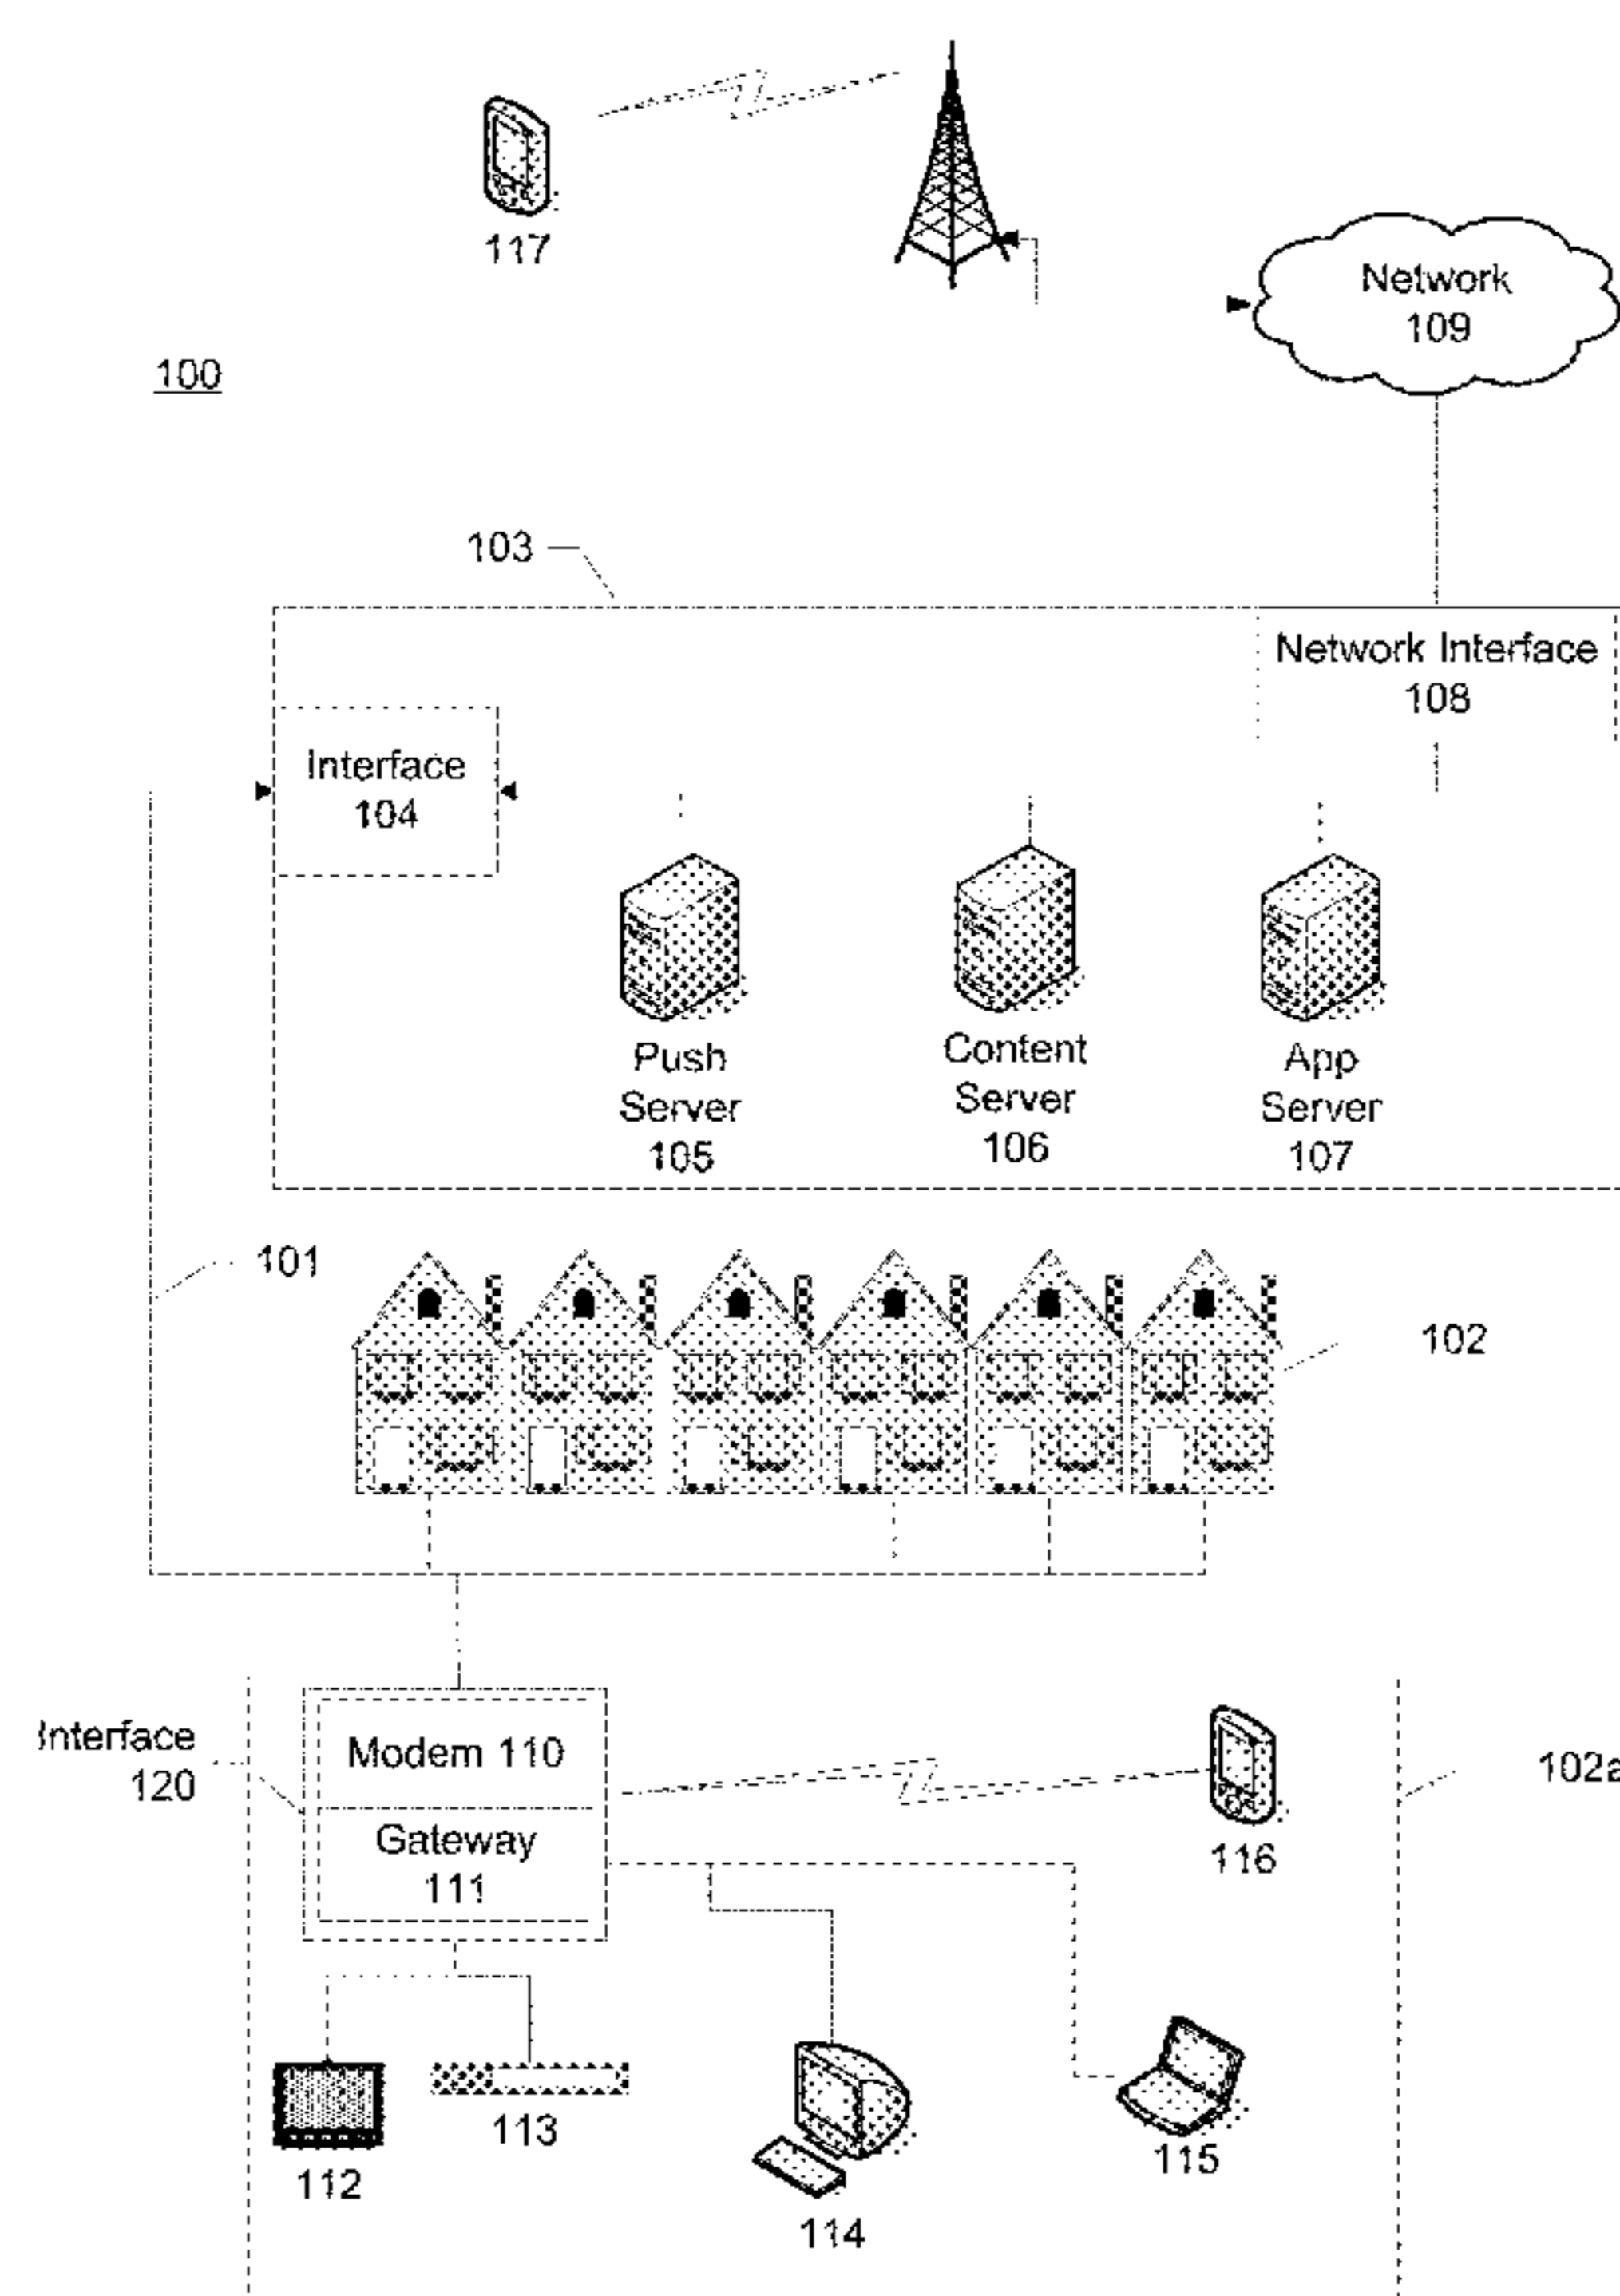 117
Network
109
100
103
Network Interface
108
Interface
104
Push
Server
105
Content
Server
106
App
Server
107
101
102
Interface
120
Modem 110
Gateway
111
116
102a
112
113
114
115